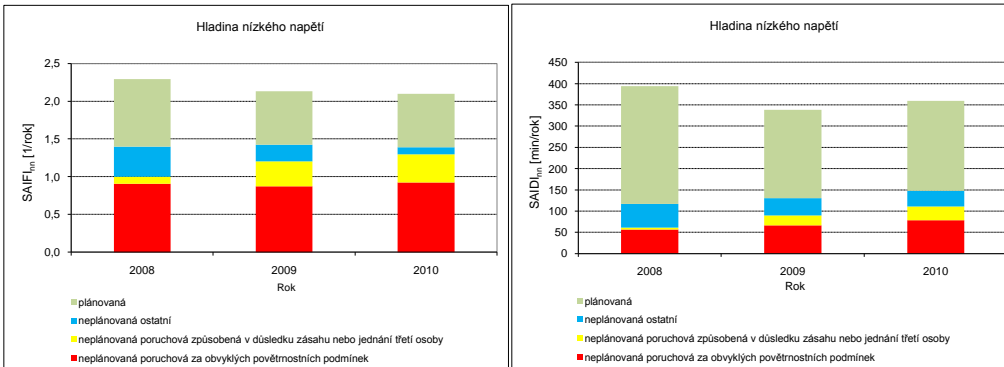 Hladina nízkého napětí
2,5
2,0
1,5
1,0
0,5
0,0
SAIFInn [1/rok]
2008 2009 2010
Rok
plánovaná
neplánovaná ostatní
neplánovaná poruchová způsobená v důsledku zásahu nebo jednání třetí osoby
neplánovaná poruchová za obvyklých povětrnostních podmínek
Hladina nízkého napětí
450
400
350
300
250
200
150
100
50
0
SAIDInn [min/rok]
2008 2009 2010
Rok
plánovaná
neplánovaná ostatní
neplánovaná poruchová způsobená v důsledku zásahu nebo jednání třetí osoby
neplánovaná poruchová za obvyklých povětrnostních podmínek